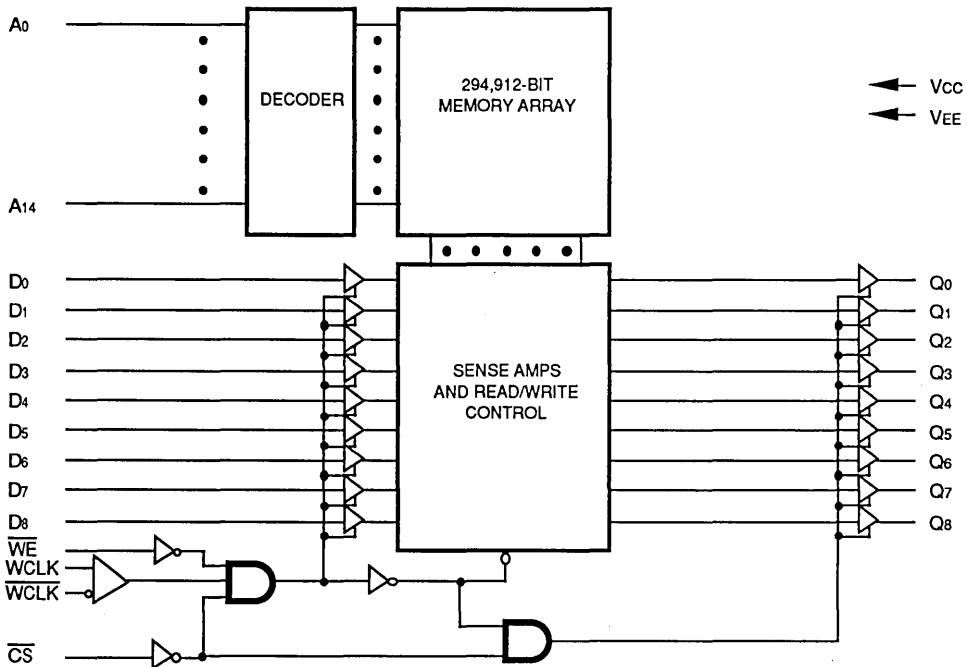 A0
DECODER
294,912-BIT
MEMORY ARRAY
VCC
VEE
A14
D0
D1
D2
D3
D4
D5
D6
D7
D8
SENSE AMPS
AND READ/WRITE
CONTROL
Q0
Q1
Q2
Q3
Q4
Q5
Q6
Q7
Q8
WE
WCLK
WCLK
CS